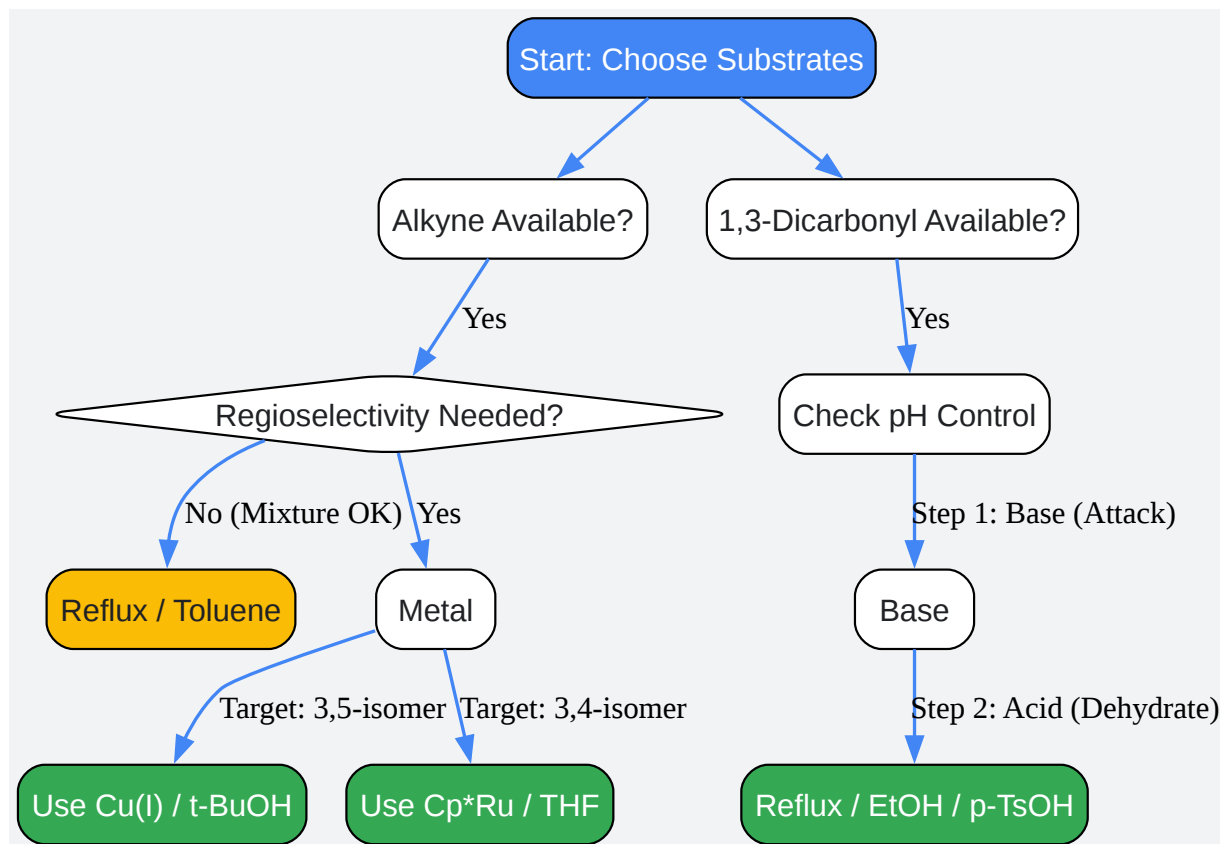 Start: Choose Substrates
Alkyne Available?
1,3-Dicarbonyl Available?
Yes
Yes
Regioselectivity Needed?
Check pH Control
No (Mixture OK)
Yes
Step 1: Base (Attack)
Reflux / Toluene
Metal
Base
Target: 3,5-isomer
Target: 3,4-isomer
Step 2: Acid (Dehydrate)
Use Cu(I) / t-BuOH
Use Cp*Ru / THF
Reflux / EtOH / p-TsOH